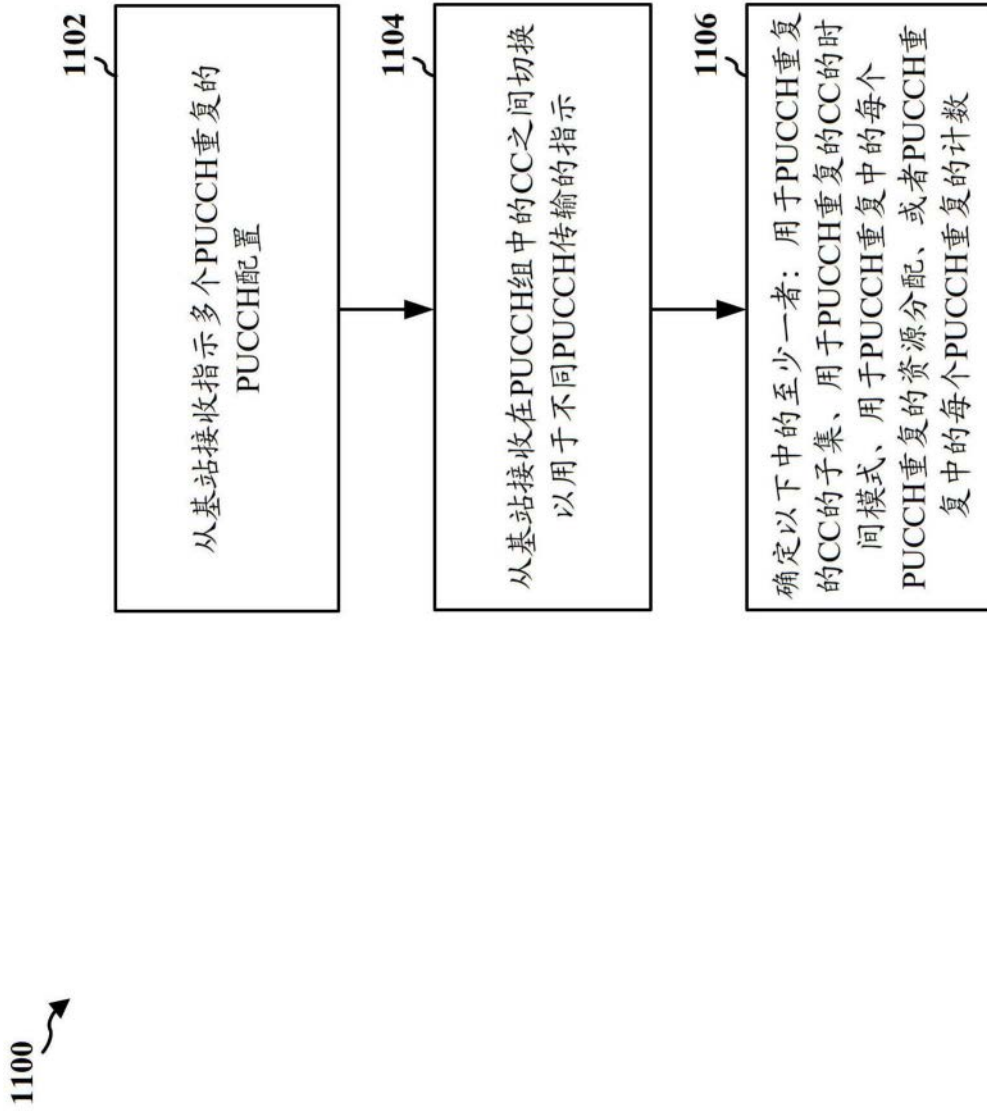 1100
1102
从基站接收指示多个PUCCH重复的
PUCCH配置
1104
从基站接收在PUCCH组中的CC之间切换
以用于不同PUCCH传输的指示
1106
确定以下中的至少一者：用于PUCCH重复
的CC的子集、用于PUCCH重复的CC的时
间模式、用于PUCCH重复中的每个
PUCCH重复的资源分配、或者PUCCH重
复中的每个PUCCH重复的计数